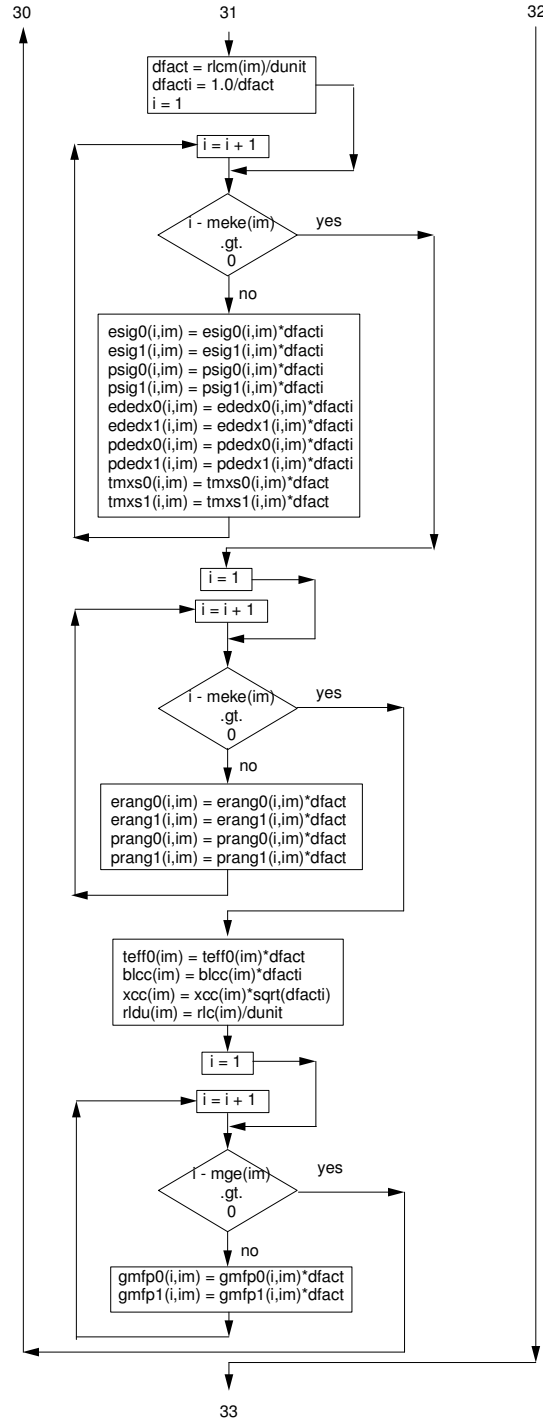 30
31
32
dfact = rlcm(im)/dunit
dfacti = 1.0/dfact
i = 1
i = i + 1
i - meke(im)
.gt.
0
yes
no
esig0(i,im) = esig0(i,im)*dfacti
esig1(i,im) = esig1(i,im)*dfacti
psig0(i,im) = psig0(i,im)*dfacti
psig1(i,im) = psig1(i,im)*dfacti
ededx0(i,im) = ededx0(i,im)*dfacti
ededx1(i,im) = ededx1(i,im)*dfacti
pdedx0(i,im) = pdedx0(i,im)*dfacti
pdedx1(i,im) = pdedx1(i,im)*dfacti
tmxs0(i,im) = tmxs0(i,im)*dfact
tmxs1(i,im) = tmxs1(i,im)*dfact
i = 1
i = i + 1
i - meke(im)
.gt.
0
yes
no
erang0(i,im) = erang0(i,im)*dfact
erang1(i,im) = erang1(i,im)*dfact
prang0(i,im) = prang0(i,im)*dfact
prang1(i,im) = prang1(i,im)*dfact
teff0(im) = teff0(im)*dfact
blcc(im) = blcc(im)*dfacti
xcc(im) = xcc(im)*sqrt(dfacti)
rldu(im) = rlc(im)/dunit
i = 1
i = i + 1
i - mge(im)
.gt.
0
yes
no
gmfp0(i,im) = gmfp0(i,im)*dfact
gmfp1(i,im) = gmfp1(i,im)*dfact
33